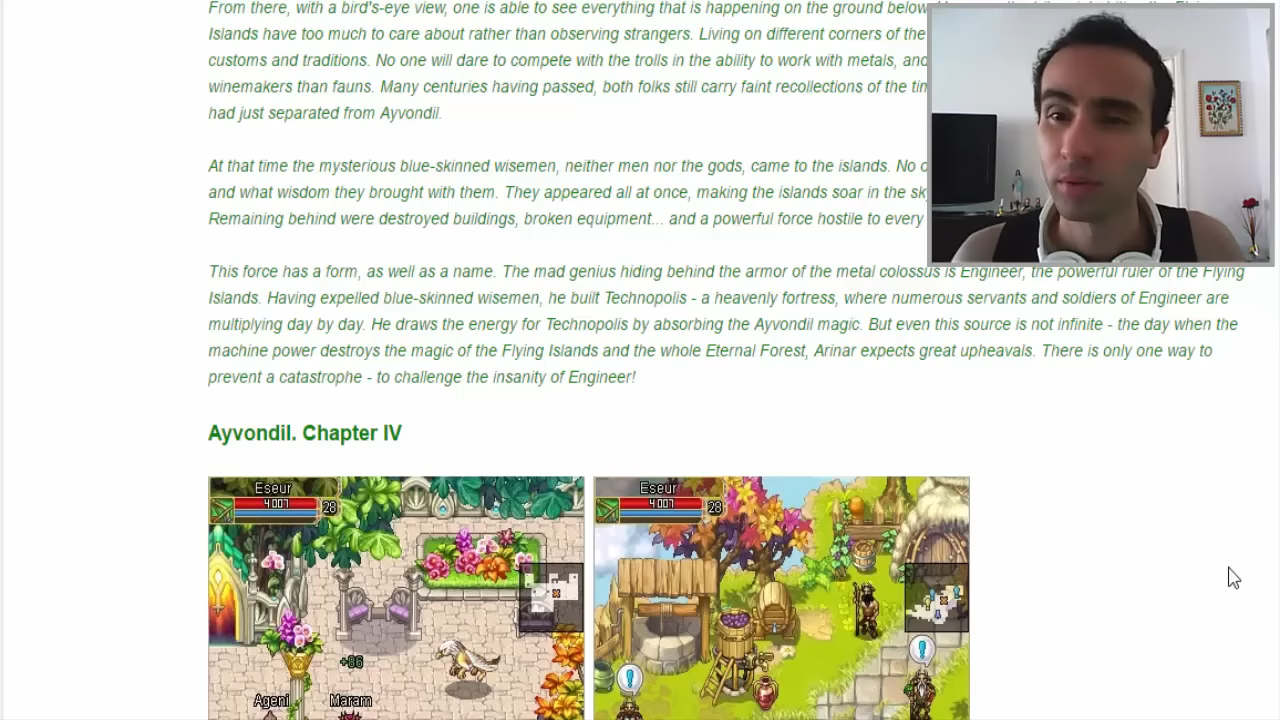 From there, with a bird's-eye view, one is able to see everything that is happening on the ground below
Islands have too much to care about rather than observing strangers. Living on different corners of the
customs and traditions. No one will dare to compete with the trolls in the ability to work with metals, and
winemakers than fauns. Many centuries having passed, both folks still carry faint recollections of the
had just separated from Ayvondil.
At that time the mysterious blue-skinned wisemen, neither men nor the gods, came to the islands. No
and what wisdom they brought with them. They appeared all at once, making the islands soar in the
Remaining behind were destroyed buildings, broken equipment... and a powerful force hostile to every
This force has a form, as well as a name. The mad genius hiding behind the armor of the metal colossus is Engineer, the powerful ruler of the Flying
Islands. Having expelled blue-skinned wisemen, he built Technopolis - a heavenly fortress, where numerous servants and soldiers of Engineer are
multiplying day by day. He draws the energy for Technopolis by absorbing the Ayvondil magic. But even this source is not infinite - the day when the
machine power destroys the magic of the Flying Islands and the whole Eternal Forest, Arinar expects great upheavals. There is only one way to
prevent a catastrophe - to challenge the insanity of Engineer!
Ayvondil. Chapter IV
Eseur
4007
28
+86
Ageni
Maram
Eseur
4007
28